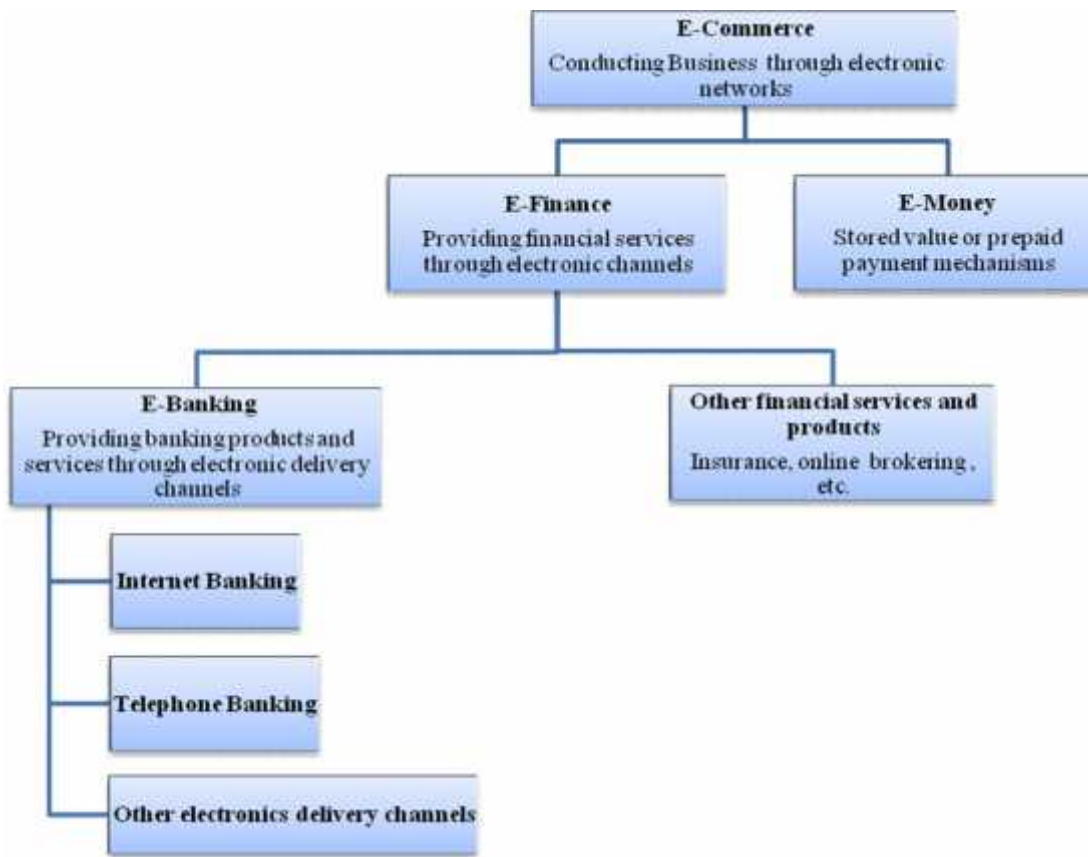 E-Commerce
Conducting Business through electronic
networks
E-Finance
Providing financial services
through electronic channels
E-Money
Stored value or prepaid
payment mechanisms
E-Banking
Providing banking products and
services through electronic delivery
channels
Other financial services and
products
Insurance, online brokering ,
etc.
Internet Banking
Telephone Banking
Other electronics delivery channels